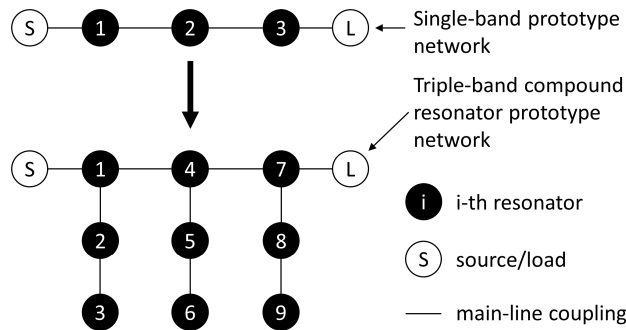 S 1 2 3 L
Single-band prototype
network
Triple-band compound
resonator prototype
network
S 1 4 7 L
2 5 8
3 6 9
i i-th resonator
S source/load
main-line coupling